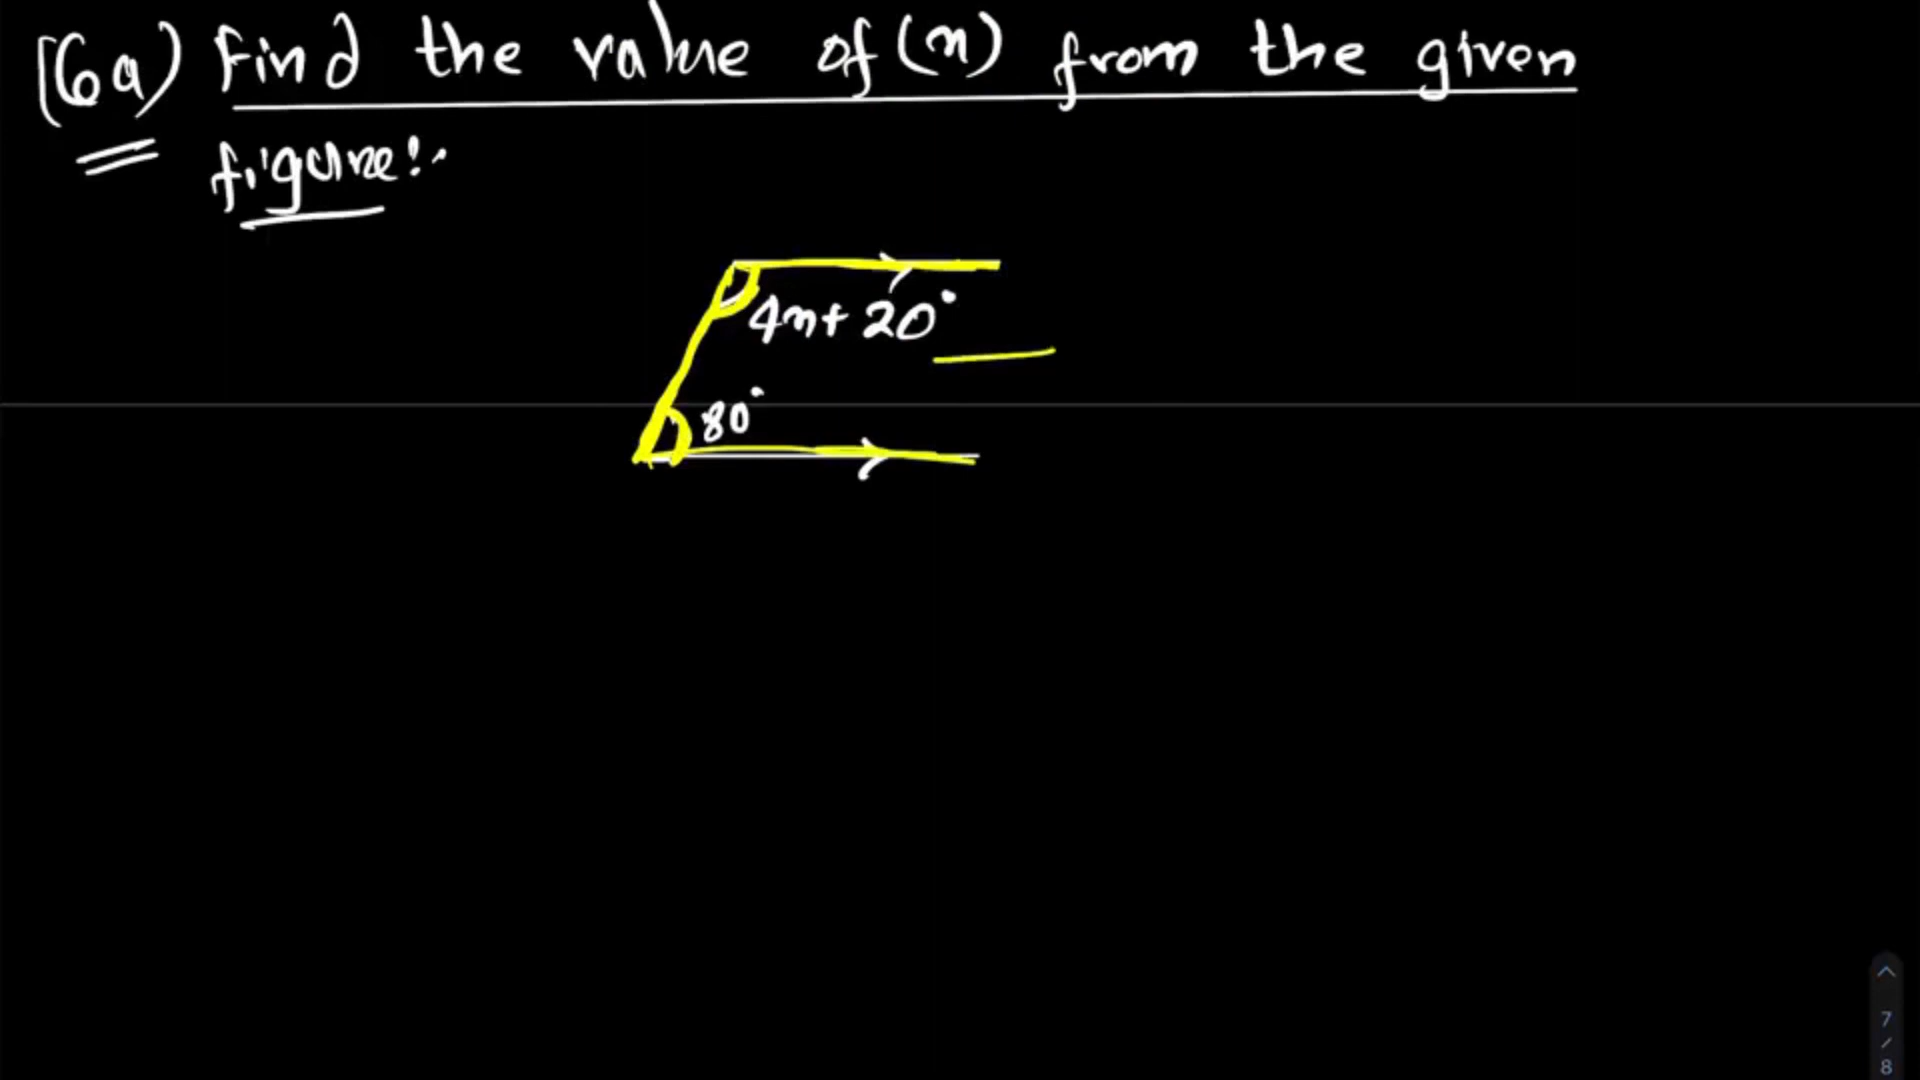 (6a) Find the value of (x) from the given
figure:-
4x + 20°
80°
7
/
8